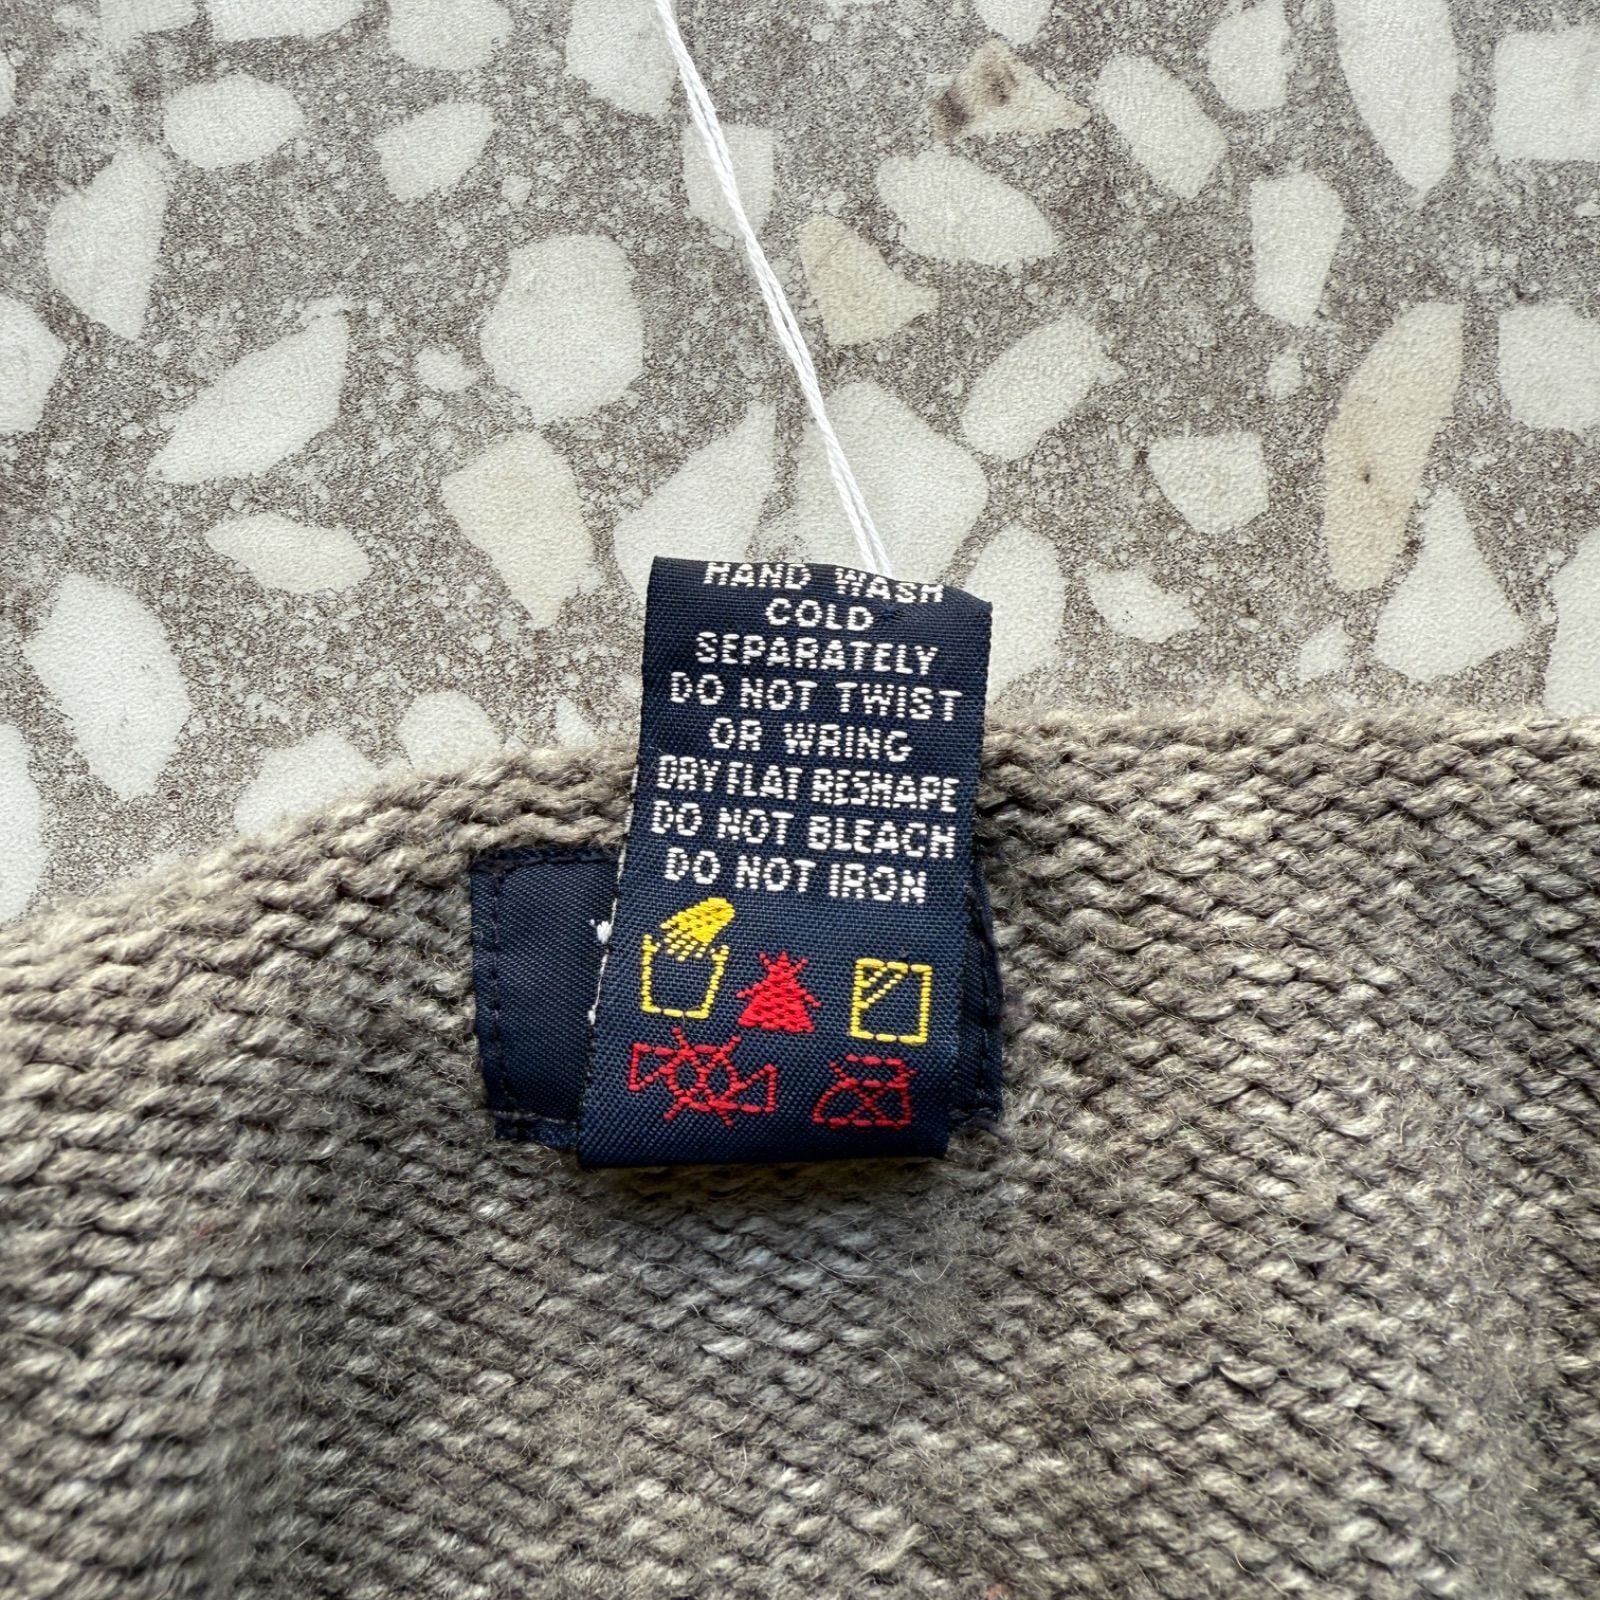 HAND WASH
COLD
SEPARATELY
DO NOT TWIST
OR WRING
DRY FLAT RESHAPE
DO NOT BLEACH
DO NOT IRON